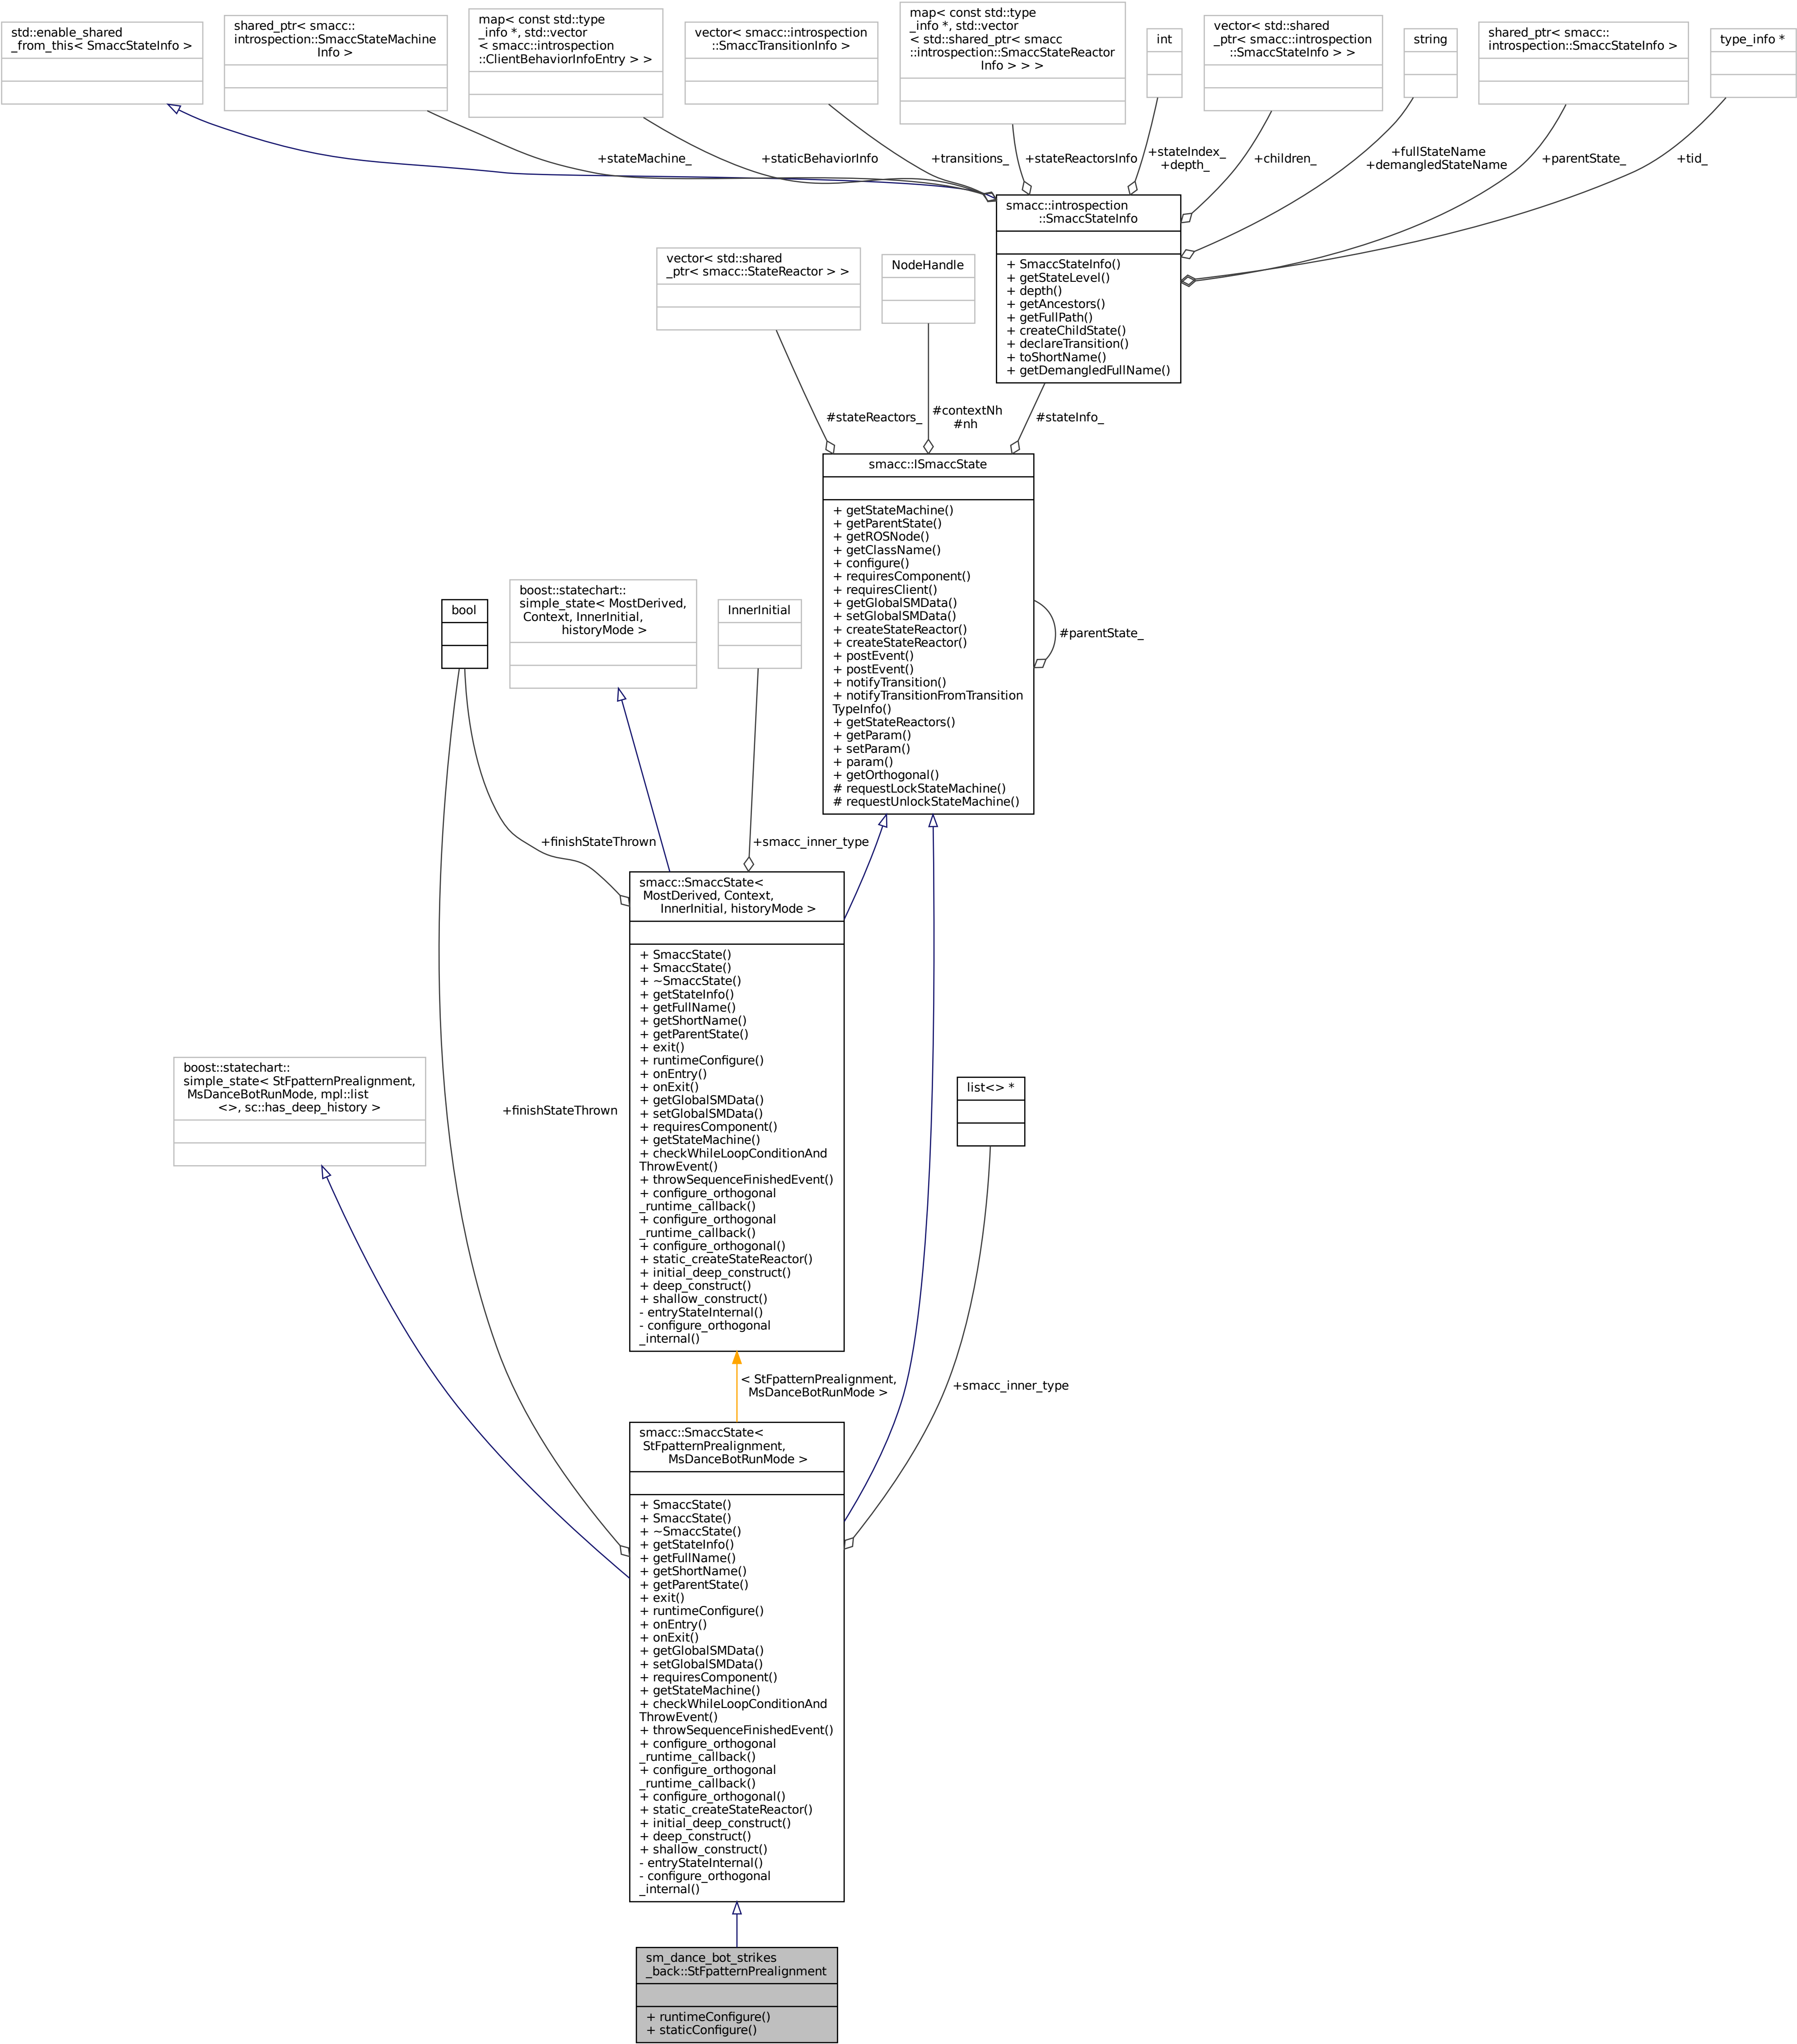 std::enable_shared
_from_this< SmaccStateInfo >
shared_ptr< smacc::
introspection::SmaccStateMachine
Info >
map< const std::type
_info *, std::vector
< smacc::introspection
::ClientBehaviorInfoEntry > >
vector< smacc::introspection
::SmaccTransitionInfo >
map< const std::type
_info *, std::vector
< std::shared_ptr< smacc
::introspection::SmaccStateReactor
Info > > >
int
vector< std::shared
_ptr< smacc::introspection
::SmaccStateInfo > >
string
shared_ptr< smacc::
introspection::SmaccStateInfo >
type_info *
+stateMachine_
+staticBehaviorInfo
+transitions_
+stateReactorsInfo
+stateIndex_
+depth_
+children_
+fullStateName
+demangledStateName
+parentState_
+tid_
smacc::introspection
::SmaccStateInfo
+ SmaccStateInfo()
+ getStateLevel()
+ depth()
+ getAncestors()
+ getFullPath()
+ createChildState()
+ declareTransition()
+ toShortName()
+ getDemangledFullName()
vector< std::shared
_ptr< smacc::StateReactor > >
NodeHandle
#stateReactors_
#contextNh
#nh
#stateInfo_
smacc::ISmaccState
+ getStateMachine()
+ getParentState()
+ getROSNode()
+ getClassName()
+ configure()
+ requiresComponent()
+ requiresClient()
+ getGlobalSMData()
+ setGlobalSMData()
+ createStateReactor()
+ createStateReactor()
+ postEvent()
+ postEvent()
+ notifyTransition()
+ notifyTransitionFromTransition
TypeInfo()
+ getStateReactors()
+ getParam()
+ setParam()
+ param()
+ getOrthogonal()
# requestLockStateMachine()
# requestUnlockStateMachine()
#parentState_
bool
boost::statechart::
simple_state< MostDerived,
Context, InnerInitial,
historyMode >
InnerInitial
+finishStateThrown
+smacc_inner_type
smacc::SmaccState<
MostDerived, Context,
InnerInitial, historyMode >
+ SmaccState()
+ SmaccState()
+ ~SmaccState()
+ getStateInfo()
+ getFullName()
+ getShortName()
+ getParentState()
+ exit()
+ runtimeConfigure()
+ onEntry()
+ onExit()
+ getGlobalSMData()
+ setGlobalSMData()
+ requiresComponent()
+ getStateMachine()
+ checkWhileLoopConditionAnd
ThrowEvent()
+ throwSequenceFinishedEvent()
+ configure_orthogonal
_runtime_callback()
+ configure_orthogonal
_runtime_callback()
+ configure_orthogonal()
+ static_createStateReactor()
+ initial_deep_construct()
+ deep_construct()
+ shallow_construct()
- entryStateInternal()
- configure_orthogonal
_internal()
boost::statechart::
simple_state< StFpatternPrealignment,
MsDanceBotRunMode, mpl::list
<>, sc::has_deep_history >
+finishStateThrown
list<> *
< StFpatternPrealignment,
MsDanceBotRunMode >
+smacc_inner_type
smacc::SmaccState<
StFpatternPrealignment,
MsDanceBotRunMode >
+ SmaccState()
+ SmaccState()
+ ~SmaccState()
+ getStateInfo()
+ getFullName()
+ getShortName()
+ getParentState()
+ exit()
+ runtimeConfigure()
+ onEntry()
+ onExit()
+ getGlobalSMData()
+ setGlobalSMData()
+ requiresComponent()
+ getStateMachine()
+ checkWhileLoopConditionAnd
ThrowEvent()
+ throwSequenceFinishedEvent()
+ configure_orthogonal
_runtime_callback()
+ configure_orthogonal
_runtime_callback()
+ configure_orthogonal()
+ static_createStateReactor()
+ initial_deep_construct()
+ deep_construct()
+ shallow_construct()
- entryStateInternal()
- configure_orthogonal
_internal()
sm_dance_bot_strikes
_back::StFpatternPrealignment
+ runtimeConfigure()
+ staticConfigure()